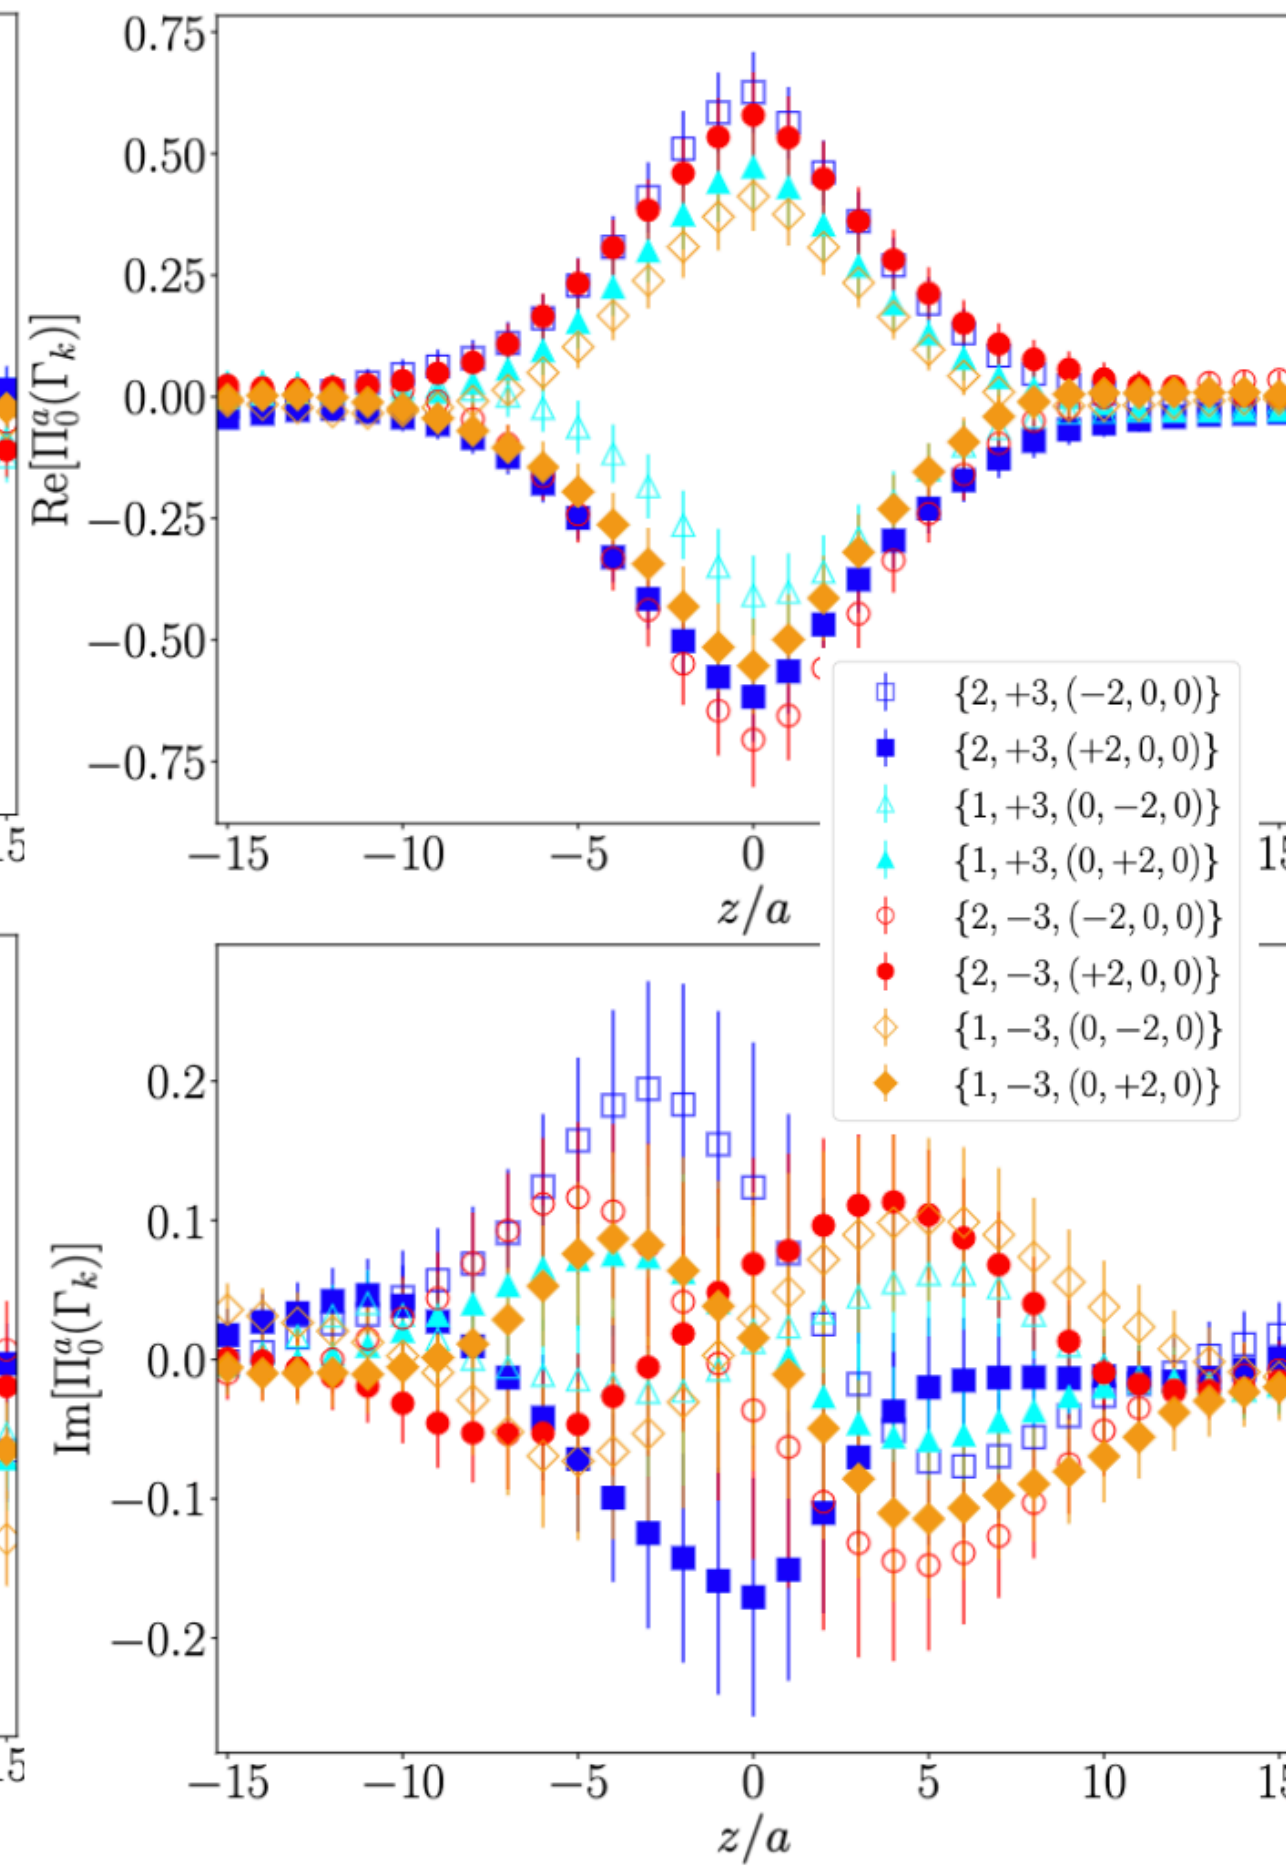 0.75
0.50
0.25
0.00
−0.25
−0.50
−0.75
Re[Π₀ᵃ(Γₖ)]
−15
−10
−5
0
15
z/a
{2, +3, (−2, 0, 0)}
{2, +3, (+2, 0, 0)}
{1, +3, (0, −2, 0)}
{1, +3, (0, +2, 0)}
{2, −3, (−2, 0, 0)}
{2, −3, (+2, 0, 0)}
{1, −3, (0, −2, 0)}
{1, −3, (0, +2, 0)}
0.2
0.1
0.0
−0.1
−0.2
Im[Π₀ᵃ(Γₖ)]
−15
−10
−5
0
5
10
15
z/a